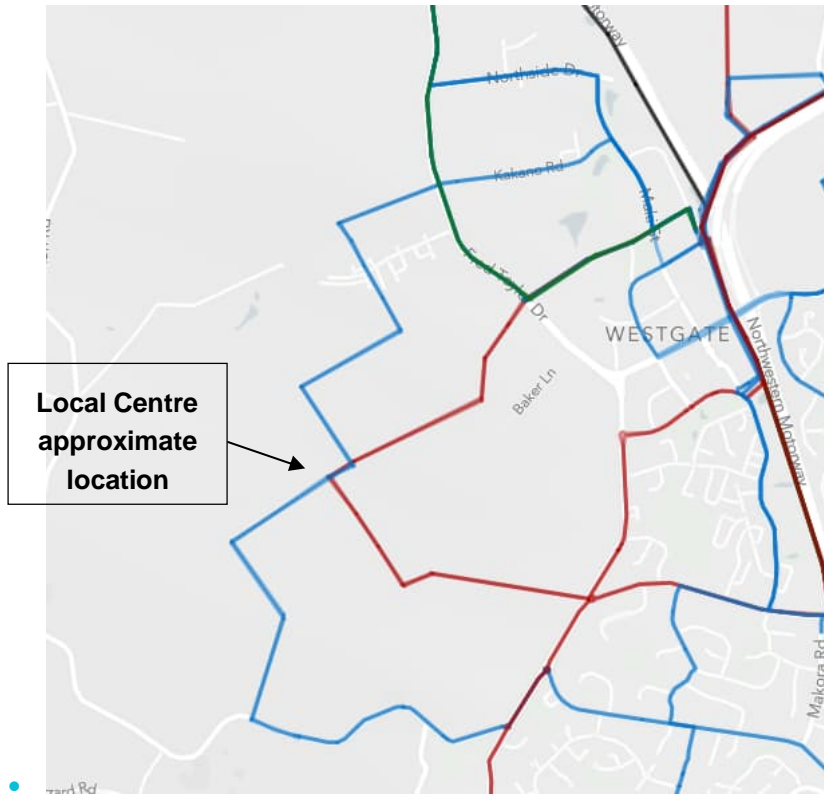 Northside Dr
Kakano Rd
Maki St
Fred Taylor Dr
WESTGATE
Baker Ln
Northwestern Motorway
Local Centre
approximate
location
Makora Rd